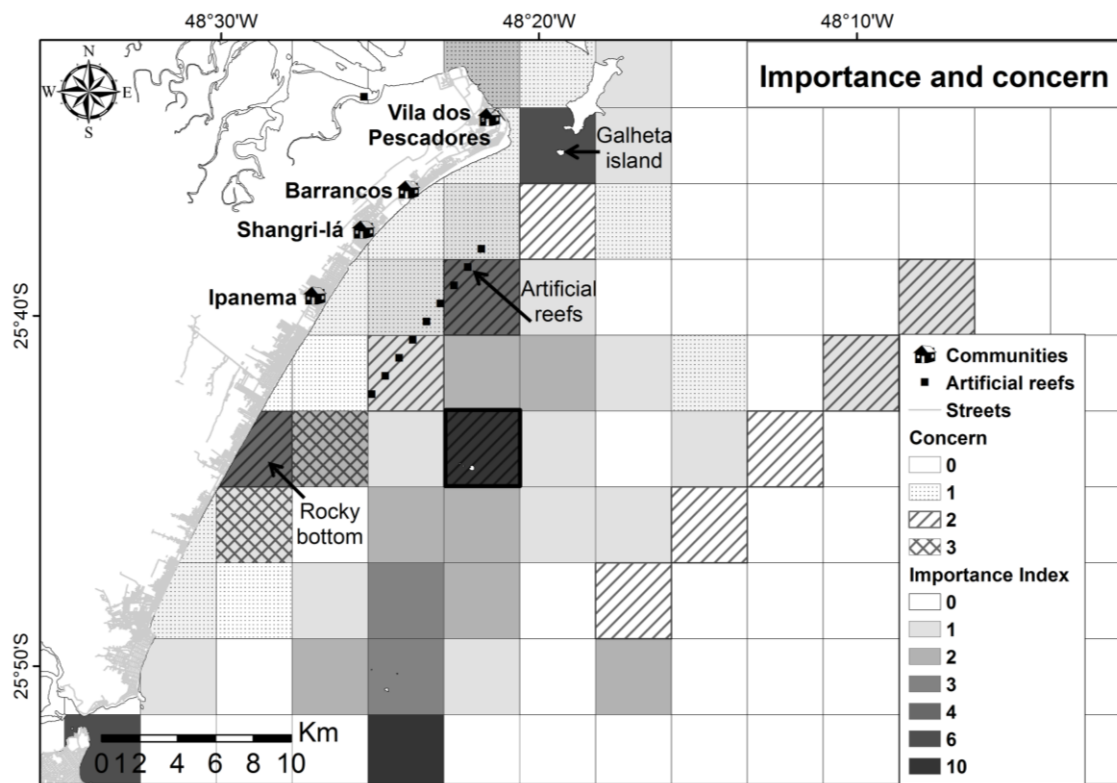 48°30'W
48°20'W
48°10'W
N
W
E
S
Importance and concern
Vila dos
Pescadores
Galheta
island
Barrancos
Shangri-lá
Ipanema
Artificial
reefs
25°40'S
Rocky
bottom
25°50'S
Communities
Artificial reefs
Streets
Concern
0
1
2
3
Importance Index
0
1
2
3
4
6
10
Km
0 1 2 4 6 8 10